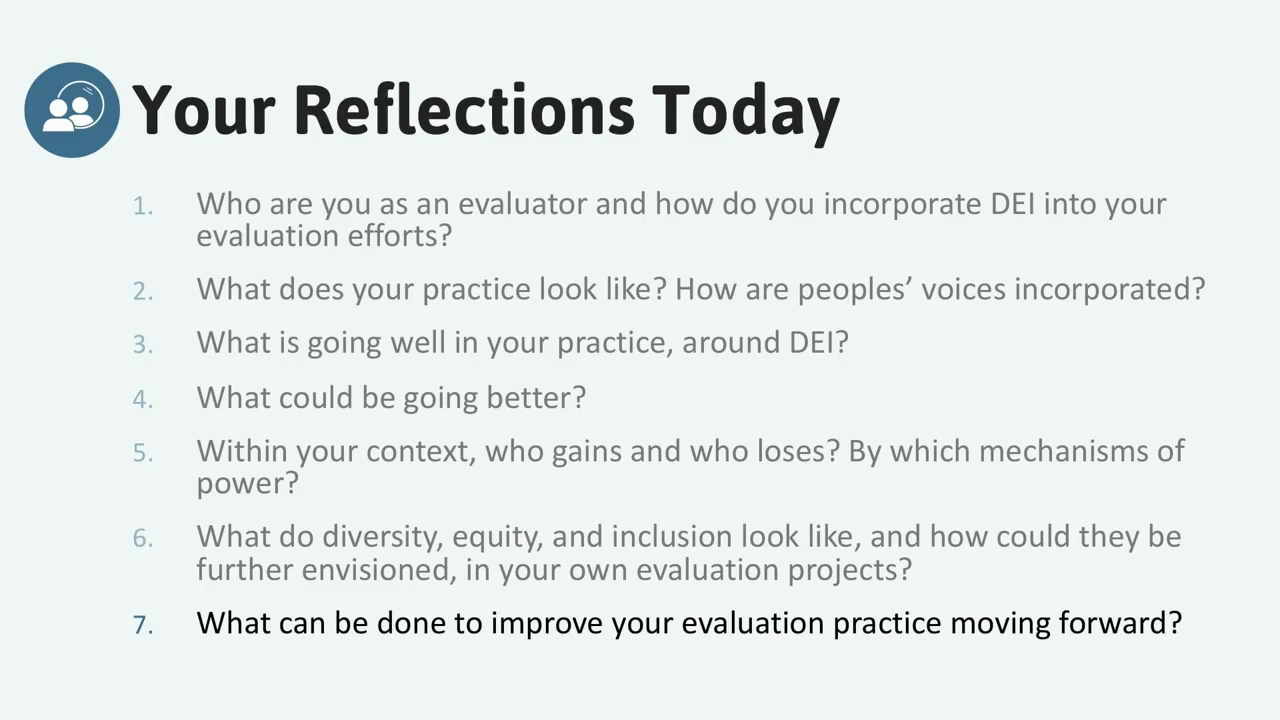 Your Reflections Today
1. Who are you as an evaluator and how do you incorporate DEI into your
evaluation efforts?
2. What does your practice look like? How are peoples’ voices incorporated?
3. What is going well in your practice, around DEI?
4. What could be going better?
5. Within your context, who gains and who loses? By which mechanisms of
power?
6. What do diversity, equity, and inclusion look like, and how could they be
further envisioned, in your own evaluation projects?
7. What can be done to improve your evaluation practice moving forward?